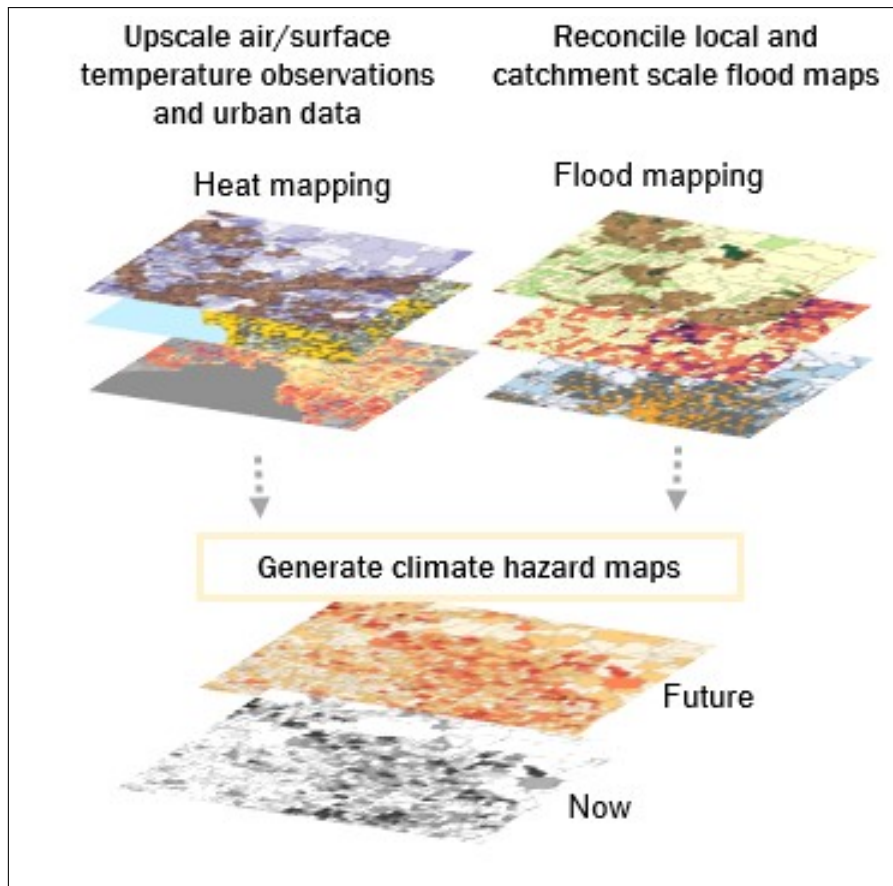 Upscale air/surface
temperature observations
and urban data
Reconcile local and
catchment scale flood maps
Heat mapping
Flood mapping
Generate climate hazard maps
Future
Now